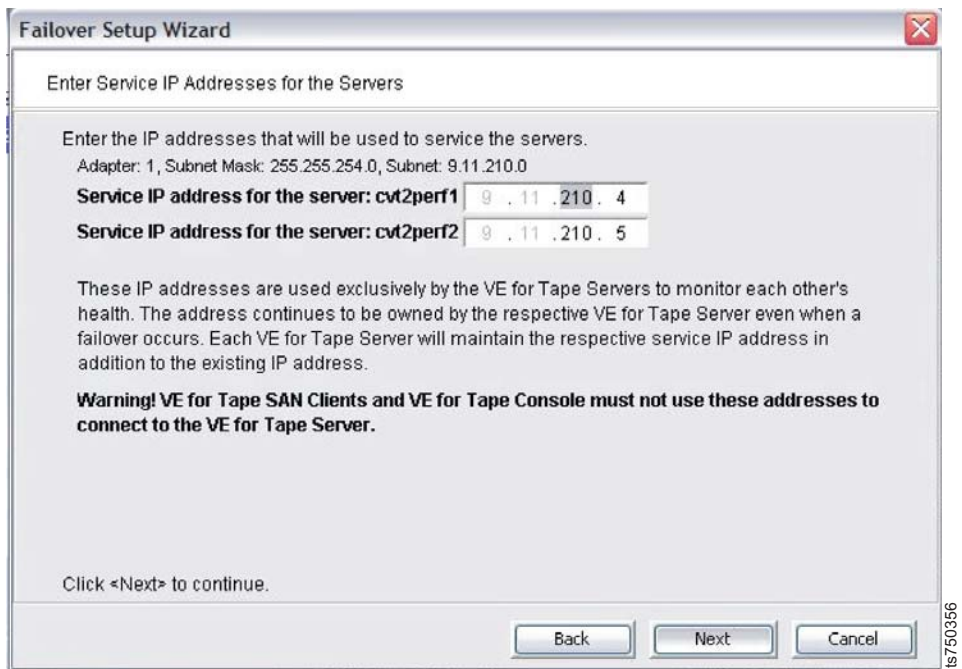 Failover Setup Wizard
Enter Service IP Addresses for the Servers
Enter the IP addresses that will be used to service the servers.
Adapter: 1, Subnet Mask: 255.255.254.0, Subnet: 9.11.210.0
Service IP address for the server: cvt2perf1 9 . 11 . 210 . 4
Service IP address for the server: cvt2perf2 9 . 11 . 210 . 5
These IP addresses are used exclusively by the VE for Tape Servers to monitor each other's
health. The address continues to be owned by the respective VE for Tape Server even when a
failover occurs. Each VE for Tape Server will maintain the respective service IP address in
addition to the existing IP address.
Warning! VE for Tape SAN Clients and VE for Tape Console must not use these addresses to
connect to the VE for Tape Server.
Click <Next> to continue.
Back Next Cancel
ts750356